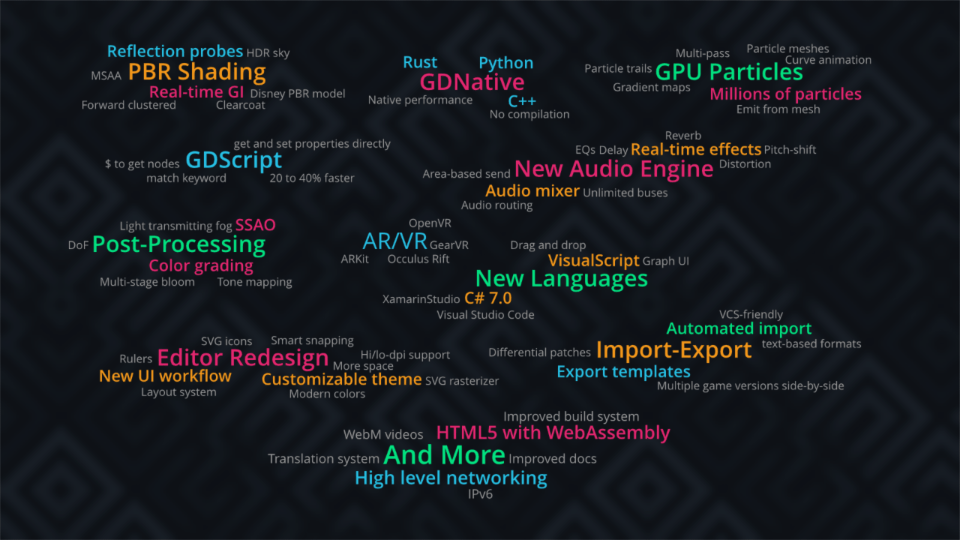 Reflection probes HDR sky
MSAA PBR Shading
Real-time GI Disney PBR model
Forward clustered Clearcoat
Rust Python
GDNative
Native performance C++
No compilation
Multi-pass Particle meshes
Particle trails GPU Particles Curve animation
Gradient maps Millions of particles
Emit from mesh
get and set properties directly
$ to get nodes GDScript
match keyword 20 to 40% faster
Reverb
EQs Delay Real-time effects Pitch-shift
Area-based send New Audio Engine Distortion
Audio mixer Unlimited buses
Audio routing
Light transmitting fog SSAO
DoF Post-Processing
Color grading
Multi-stage bloom Tone mapping
OpenVR
AR/VR GearVR
ARKit Occulus Rift
Drag and drop
VisualScript Graph UI
New Languages
XamarinStudio C# 7.0
Visual Studio Code
SVG icons Smart snapping
Rulers Editor Redesign Hi/lo-dpi support
More space
New UI workflow Customizable theme SVG rasterizer
Layout system Modern colors
VCS-friendly
Automated import
Differential patches Import-Export text-based formats
Export templates
Multiple game versions side-by-side
Improved build system
WebM videos HTML5 with WebAssembly
Translation system And More Improved docs
High level networking
IPv6